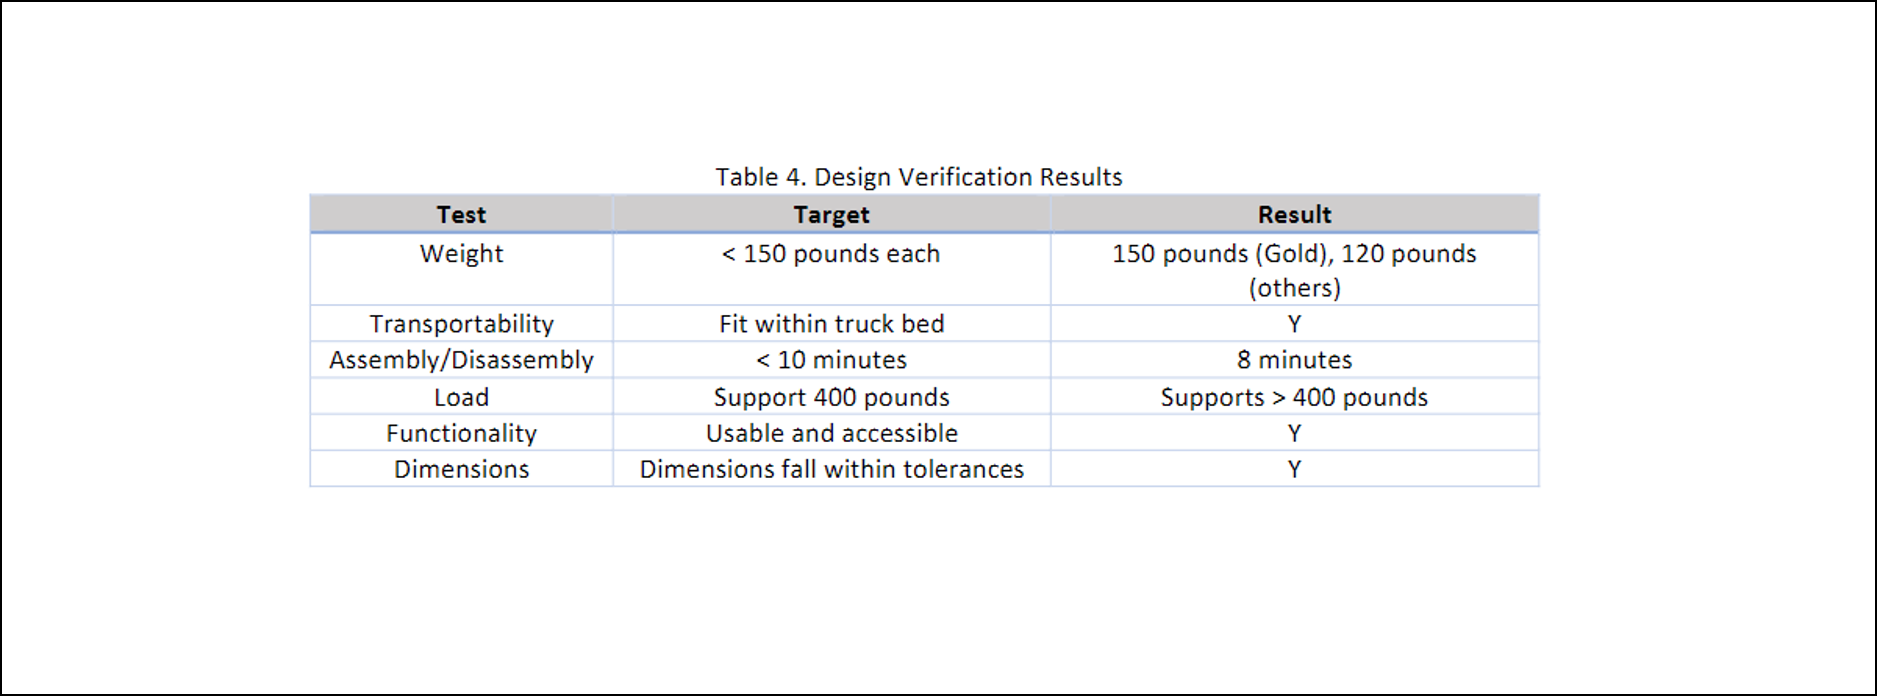 Table 4. Design Verification Results
Test Target Result
Weight < 150 pounds each 150 pounds (Gold), 120 pounds
(others)
Transportability Fit within truck bed Y
Assembly/Disassembly < 10 minutes 8 minutes
Load Support 400 pounds Supports > 400 pounds
Functionality Usable and accessible Y
Dimensions Dimensions fall within tolerances Y